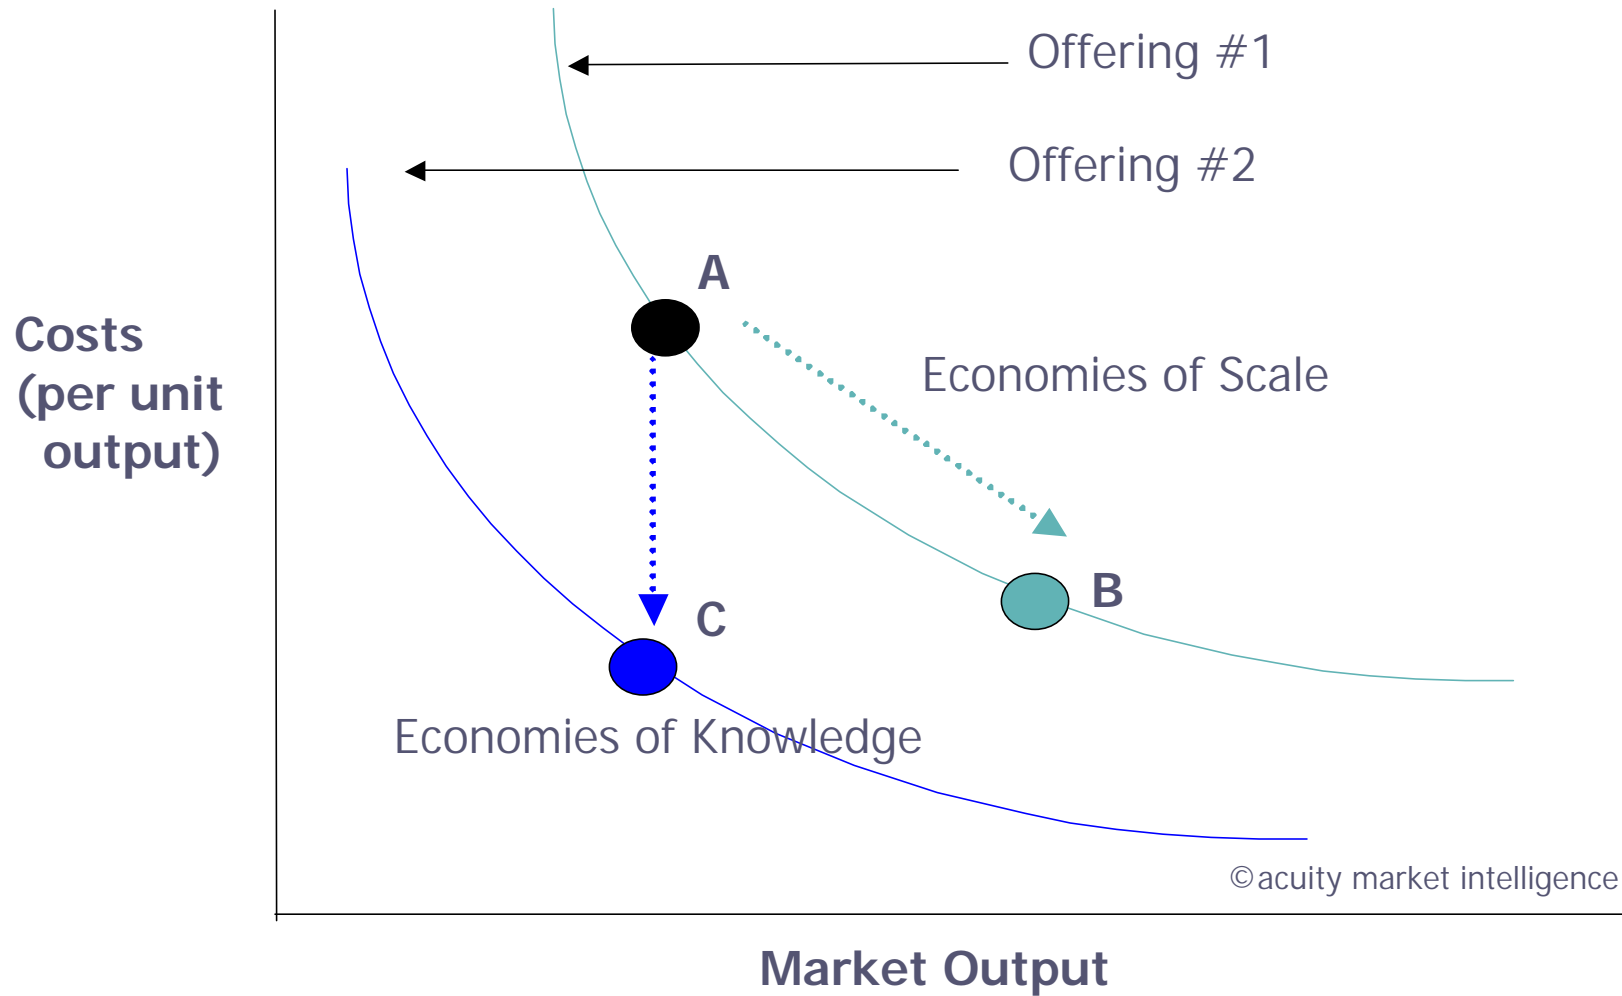 Offering #1
Offering #2
A
Costs
(per unit
output)
Economies of Scale
B
C
Economies of Knowledge
©acuity market intelligence
Market Output